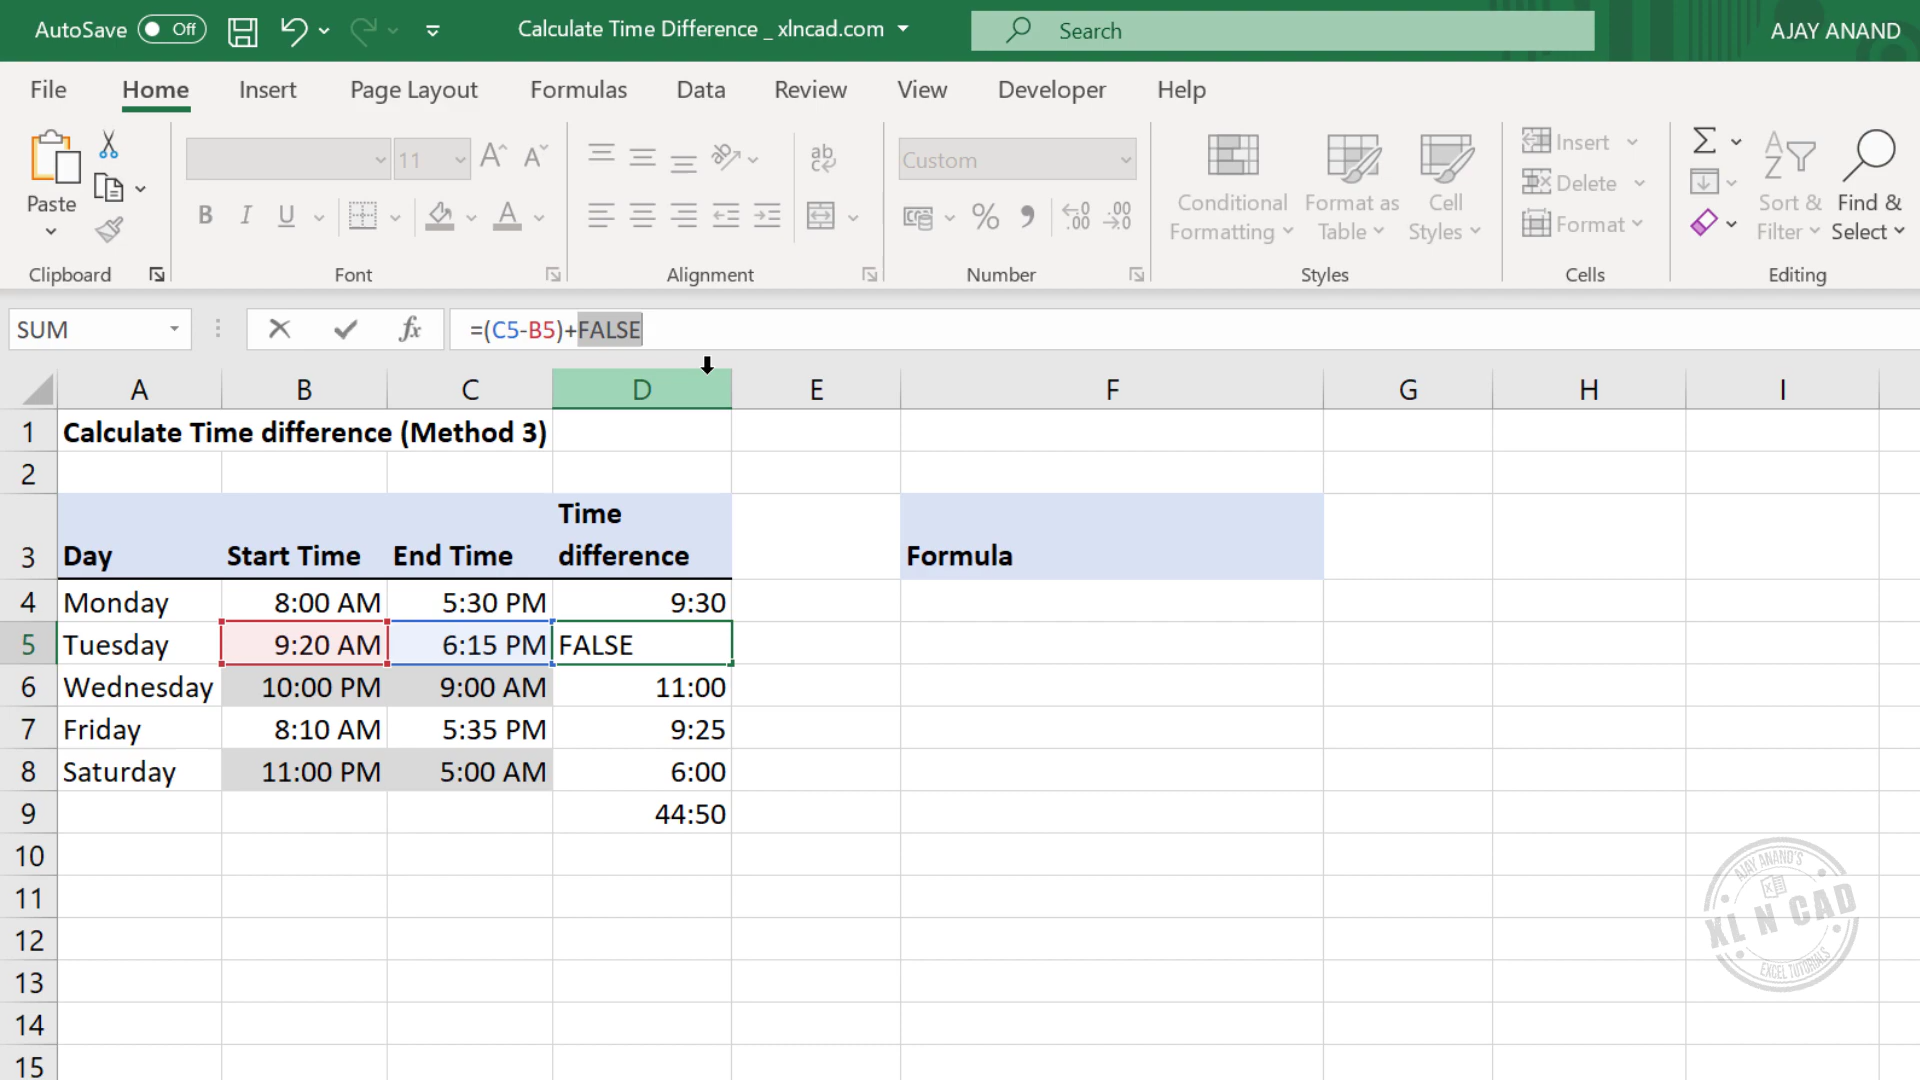 AutoSave Off
Calculate Time Difference _ xlncad.com
Search
AJAY ANAND
File Home Insert Page Layout Formulas Data Review View Developer Help
Paste
Clipboard
11
B I U
A
Font
ab
Alignment
Custom
% 
Number
Conditional Formatting
Format as Table
Cell Styles
Styles
Insert
Delete
Format
Cells
Sort & Filter
Find & Select
Editing
SUM
fx
=(C5-B5)+FALSE
A B C D E F G H I
1 Calculate Time difference (Method 3)
2
3 Day Start Time End Time Time difference Formula
4 Monday 8:00 AM 5:30 PM 9:30
5 Tuesday 9:20 AM 6:15 PM FALSE
6 Wednesday 10:00 PM 9:00 AM 11:00
7 Friday 8:10 AM 5:35 PM 9:25
8 Saturday 11:00 PM 5:00 AM 6:00
9 44:50
10
11
12
13
14
15
AJAY ANAND'S
XL N CAD
EXCEL TUTORIALS